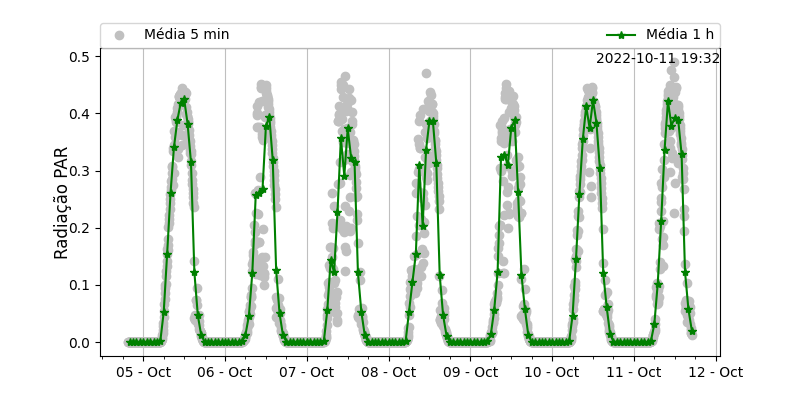 Média 5 min
Média 1 h
2022-10-11 19:32
Radiação PAR
0.5
0.4
0.3
0.2
0.1
0.0
05 - Oct
06 - Oct
07 - Oct
08 - Oct
09 - Oct
10 - Oct
11 - Oct
12 - Oct